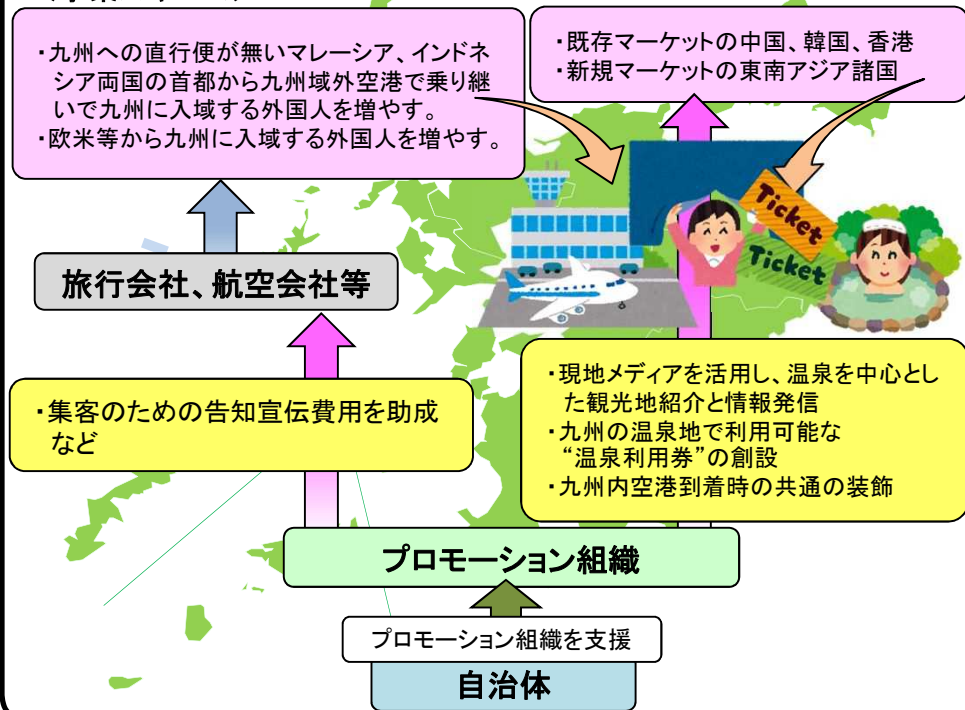 ・九州への直行便が無いマレーシア、インドネ
シア両国の首都から九州域外空港で乗り継
いで九州に入域する外国人を増やす。
・欧米等から九州に入域する外国人を増やす。
・既存マーケットの中国、韓国、香港
・新規マーケットの東南アジア諸国
Ticket
Ticket
旅行会社、航空会社等
・集客のための告知宣伝費用を助成
など
・現地メディアを活用し、温泉を中心とし
た観光地紹介と情報発信
・九州の温泉地で利用可能な
“温泉利用券”の創設
・九州内空港到着時の共通の装飾
プロモーション組織
プロモーション組織を支援
自治体